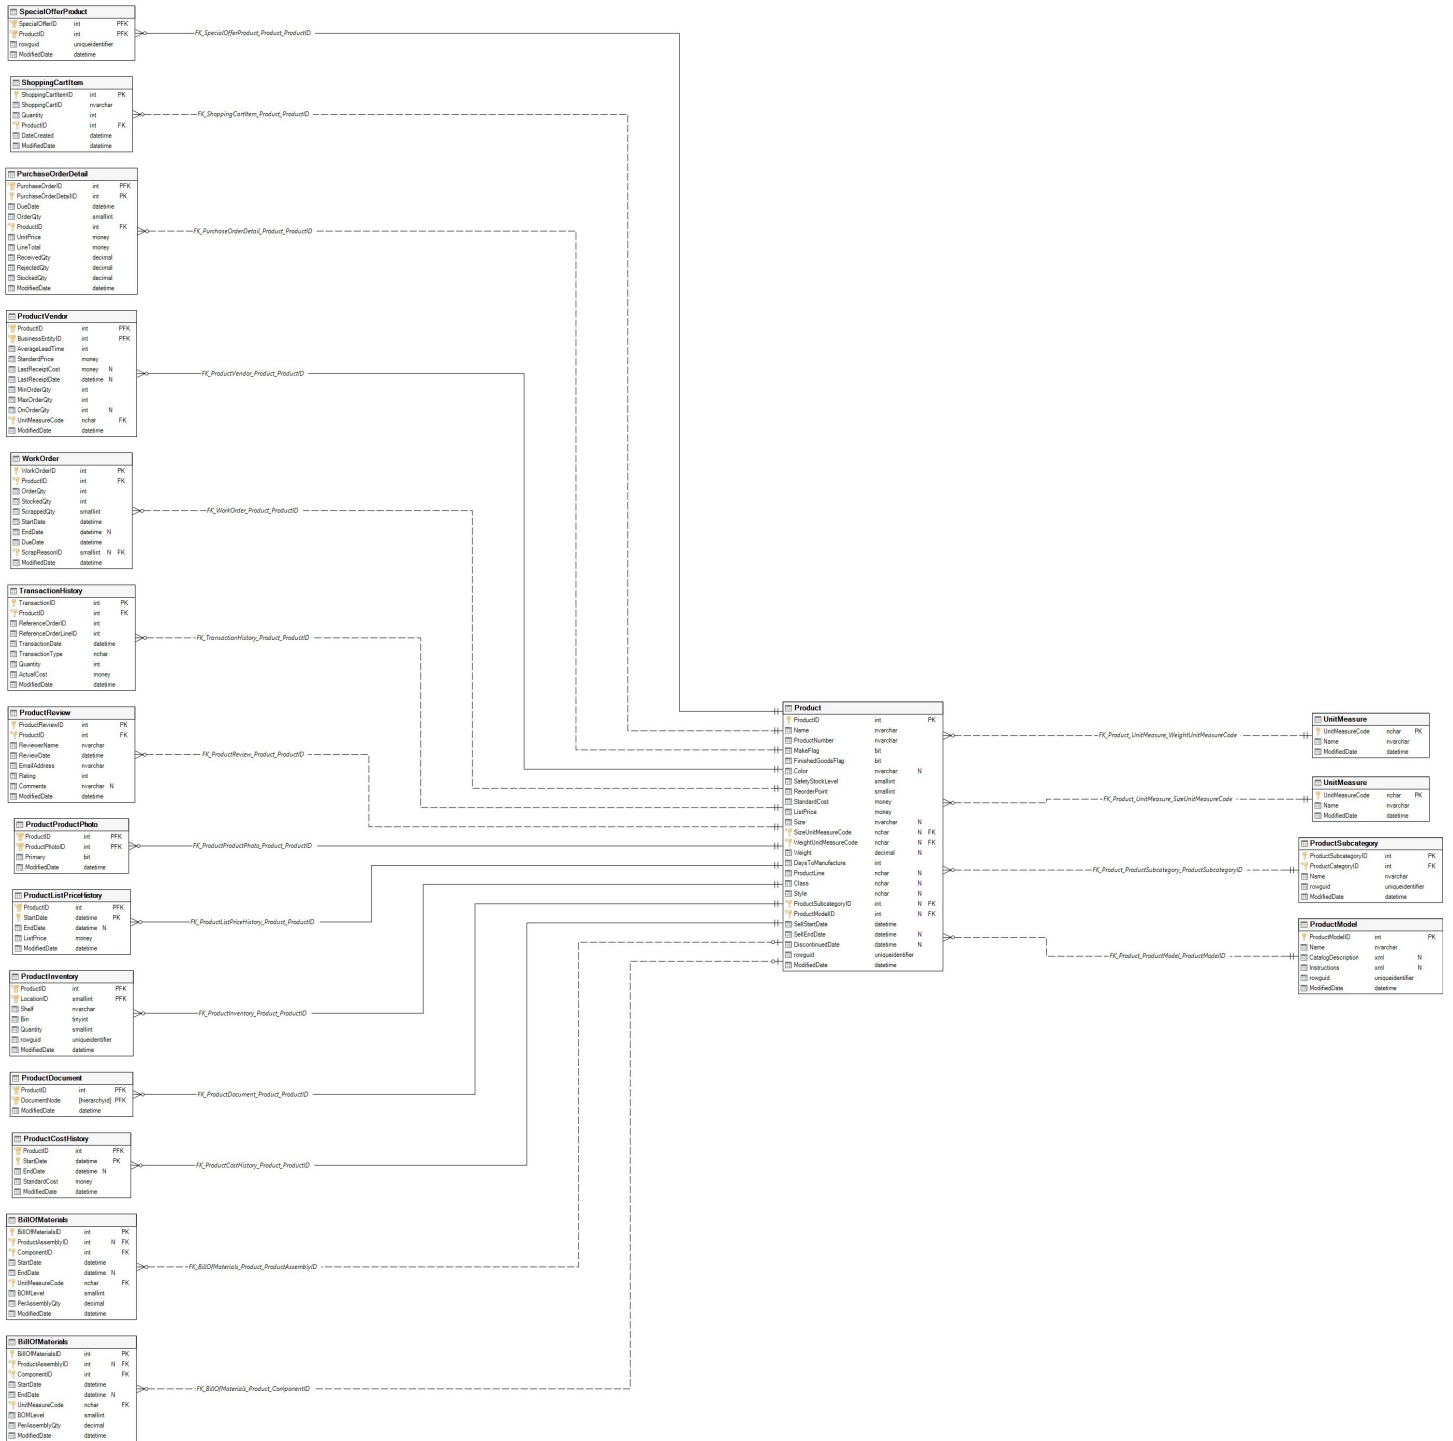 SpecialOfferProduct
SpecialOfferID int PFK
ProductID int PFK
rowguid uniqueidentifier
ModifiedDate datetime
FK_SpecialOfferProduct_Product_ProductID
ShoppingCartItem
ShoppingCartItemID int PK
ShoppingCartID nvarchar
Quantity int
ProductID int FK
DateCreated datetime
ModifiedDate datetime
FK_ShoppingCartItem_Product_ProductID
PurchaseOrderDetail
PurchaseOrderID int PFK
PurchaseOrderDetailID int PK
DueDate datetime
OrderQty smallint
ProductID int FK
UnitPrice money
LineTotal money
ReceivedQty decimal
RejectedQty decimal
StockedQty decimal
ModifiedDate datetime
FK_PurchaseOrderDetail_Product_ProductID
ProductVendor
ProductID int PFK
BusinessEntityID int PFK
AverageLeadTime int
StandardPrice money
LastReceiptCost money N
LastReceiptDate datetime N
MinOrderQty int
MaxOrderQty int
OnOrderQty int N
UnitMeasureCode nchar FK
ModifiedDate datetime
FK_ProductVendor_Product_ProductID
WorkOrder
WorkOrderID int PK
ProductID int FK
OrderQty int
StockedQty int
ScrappedQty smallint
StartDate datetime
EndDate datetime N
DueDate datetime
ScrapReasonID smallint N FK
ModifiedDate datetime
FK_WorkOrder_Product_ProductID
TransactionHistory
TransactionID int PK
ProductID int FK
ReferenceOrderID int
ReferenceOrderLineID int
TransactionDate datetime
TransactionType nchar
Quantity int
ActualCost money
ModifiedDate datetime
FK_TransactionHistory_Product_ProductID
ProductReview
ProductReviewID int PK
ProductID int FK
ReviewerName nvarchar
ReviewDate datetime
EmailAddress nvarchar
Rating int
Comments nvarchar N
ModifiedDate datetime
FK_ProductReview_Product_ProductID
ProductProductPhoto
ProductID int PFK
ProductPhotoID int PFK
Primary bit
ModifiedDate datetime
FK_ProductProductPhoto_Product_ProductID
ProductListPriceHistory
ProductID int PFK
StartDate datetime PK
EndDate datetime N
ListPrice money
ModifiedDate datetime
FK_ProductListPriceHistory_Product_ProductID
ProductInventory
ProductID int PFK
LocationID smallint PFK
Shelf nvarchar
Bin tinyint
Quantity smallint
rowguid uniqueidentifier
ModifiedDate datetime
FK_ProductInventory_Product_ProductID
ProductDocument
ProductID int PFK
DocumentNode [hierarchyid] PFK
ModifiedDate datetime
FK_ProductDocument_Product_ProductID
ProductCostHistory
ProductID int PFK
StartDate datetime PK
EndDate datetime N
StandardCost money
ModifiedDate datetime
FK_ProductCostHistory_Product_ProductID
BillOfMaterials
BillOfMaterialsID int PK
ProductAssemblyID int N FK
ComponentID int FK
StartDate datetime
EndDate datetime N
UnitMeasureCode nchar FK
BOMLevel smallint
PerAssemblyQty decimal
ModifiedDate datetime
FK_BillOfMaterials_Product_ProductAssemblyID
BillOfMaterials
BillOfMaterialsID int PK
ProductAssemblyID int N FK
ComponentID int FK
StartDate datetime
EndDate datetime N
UnitMeasureCode nchar FK
BOMLevel smallint
PerAssemblyQty decimal
ModifiedDate datetime
FK_BillOfMaterials_Product_ComponentID
Product
ProductID int PK
Name nvarchar
ProductNumber nvarchar
MakeFlag bit
FinishedGoodsFlag bit
Color nvarchar N
SafetyStockLevel smallint
ReorderPoint smallint
StandardCost money
ListPrice money
Size nvarchar N
SizeUnitMeasureCode nchar N FK
WeightUnitMeasureCode nchar N FK
Weight decimal N
DaysToManufacture int
ProductLine nchar N
Class nchar N
Style nchar N
ProductSubcategoryID int N FK
ProductModelID int N FK
SellStartDate datetime
SellEndDate datetime N
DiscontinuedDate datetime N
rowguid uniqueidentifier
ModifiedDate datetime
FK_Product_UnitMeasure_WeightUnitMeasureCode
UnitMeasure
UnitMeasureCode nchar PK
Name nvarchar
ModifiedDate datetime
FK_Product_UnitMeasure_SizeUnitMeasureCode
UnitMeasure
UnitMeasureCode nchar PK
Name nvarchar
ModifiedDate datetime
FK_Product_ProductSubcategory_ProductSubcategoryID
ProductSubcategory
ProductSubcategoryID int PK
ProductCategoryID int FK
Name nvarchar
rowguid uniqueidentifier
ModifiedDate datetime
FK_Product_ProductModel_ProductModelID
ProductModel
ProductModelID int PK
Name nvarchar
CatalogDescription xml N
Instructions xml N
rowguid uniqueidentifier
ModifiedDate datetime